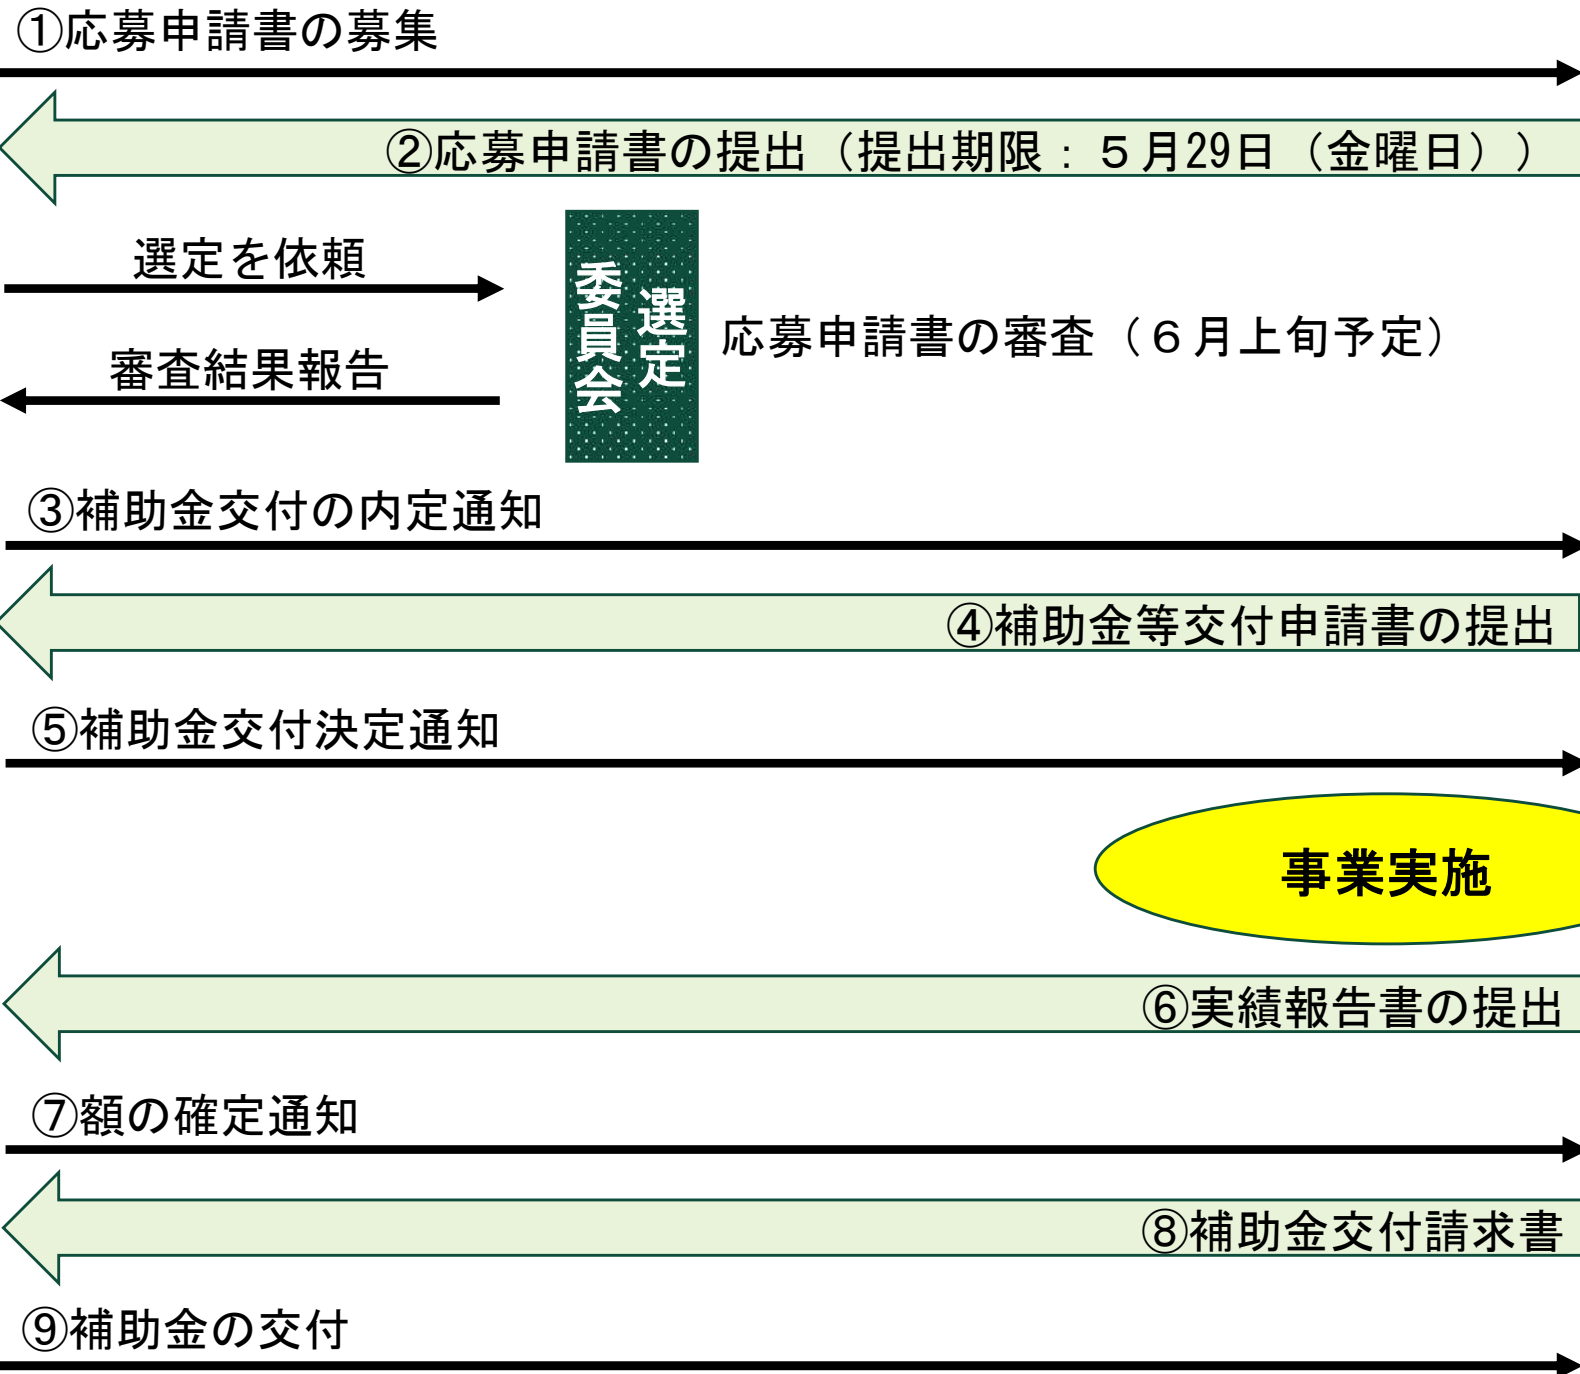 ①応募申請書の募集
②応募申請書の提出（提出期限：５月29日（金曜日））
選定を依頼
選定
委員会
応募申請書の審査（６月上旬予定）
審査結果報告
③補助金交付の内定通知
④補助金等交付申請書の提出
⑤補助金交付決定通知
事業実施
⑥実績報告書の提出
⑦額の確定通知
⑧補助金交付請求書
⑨補助金の交付